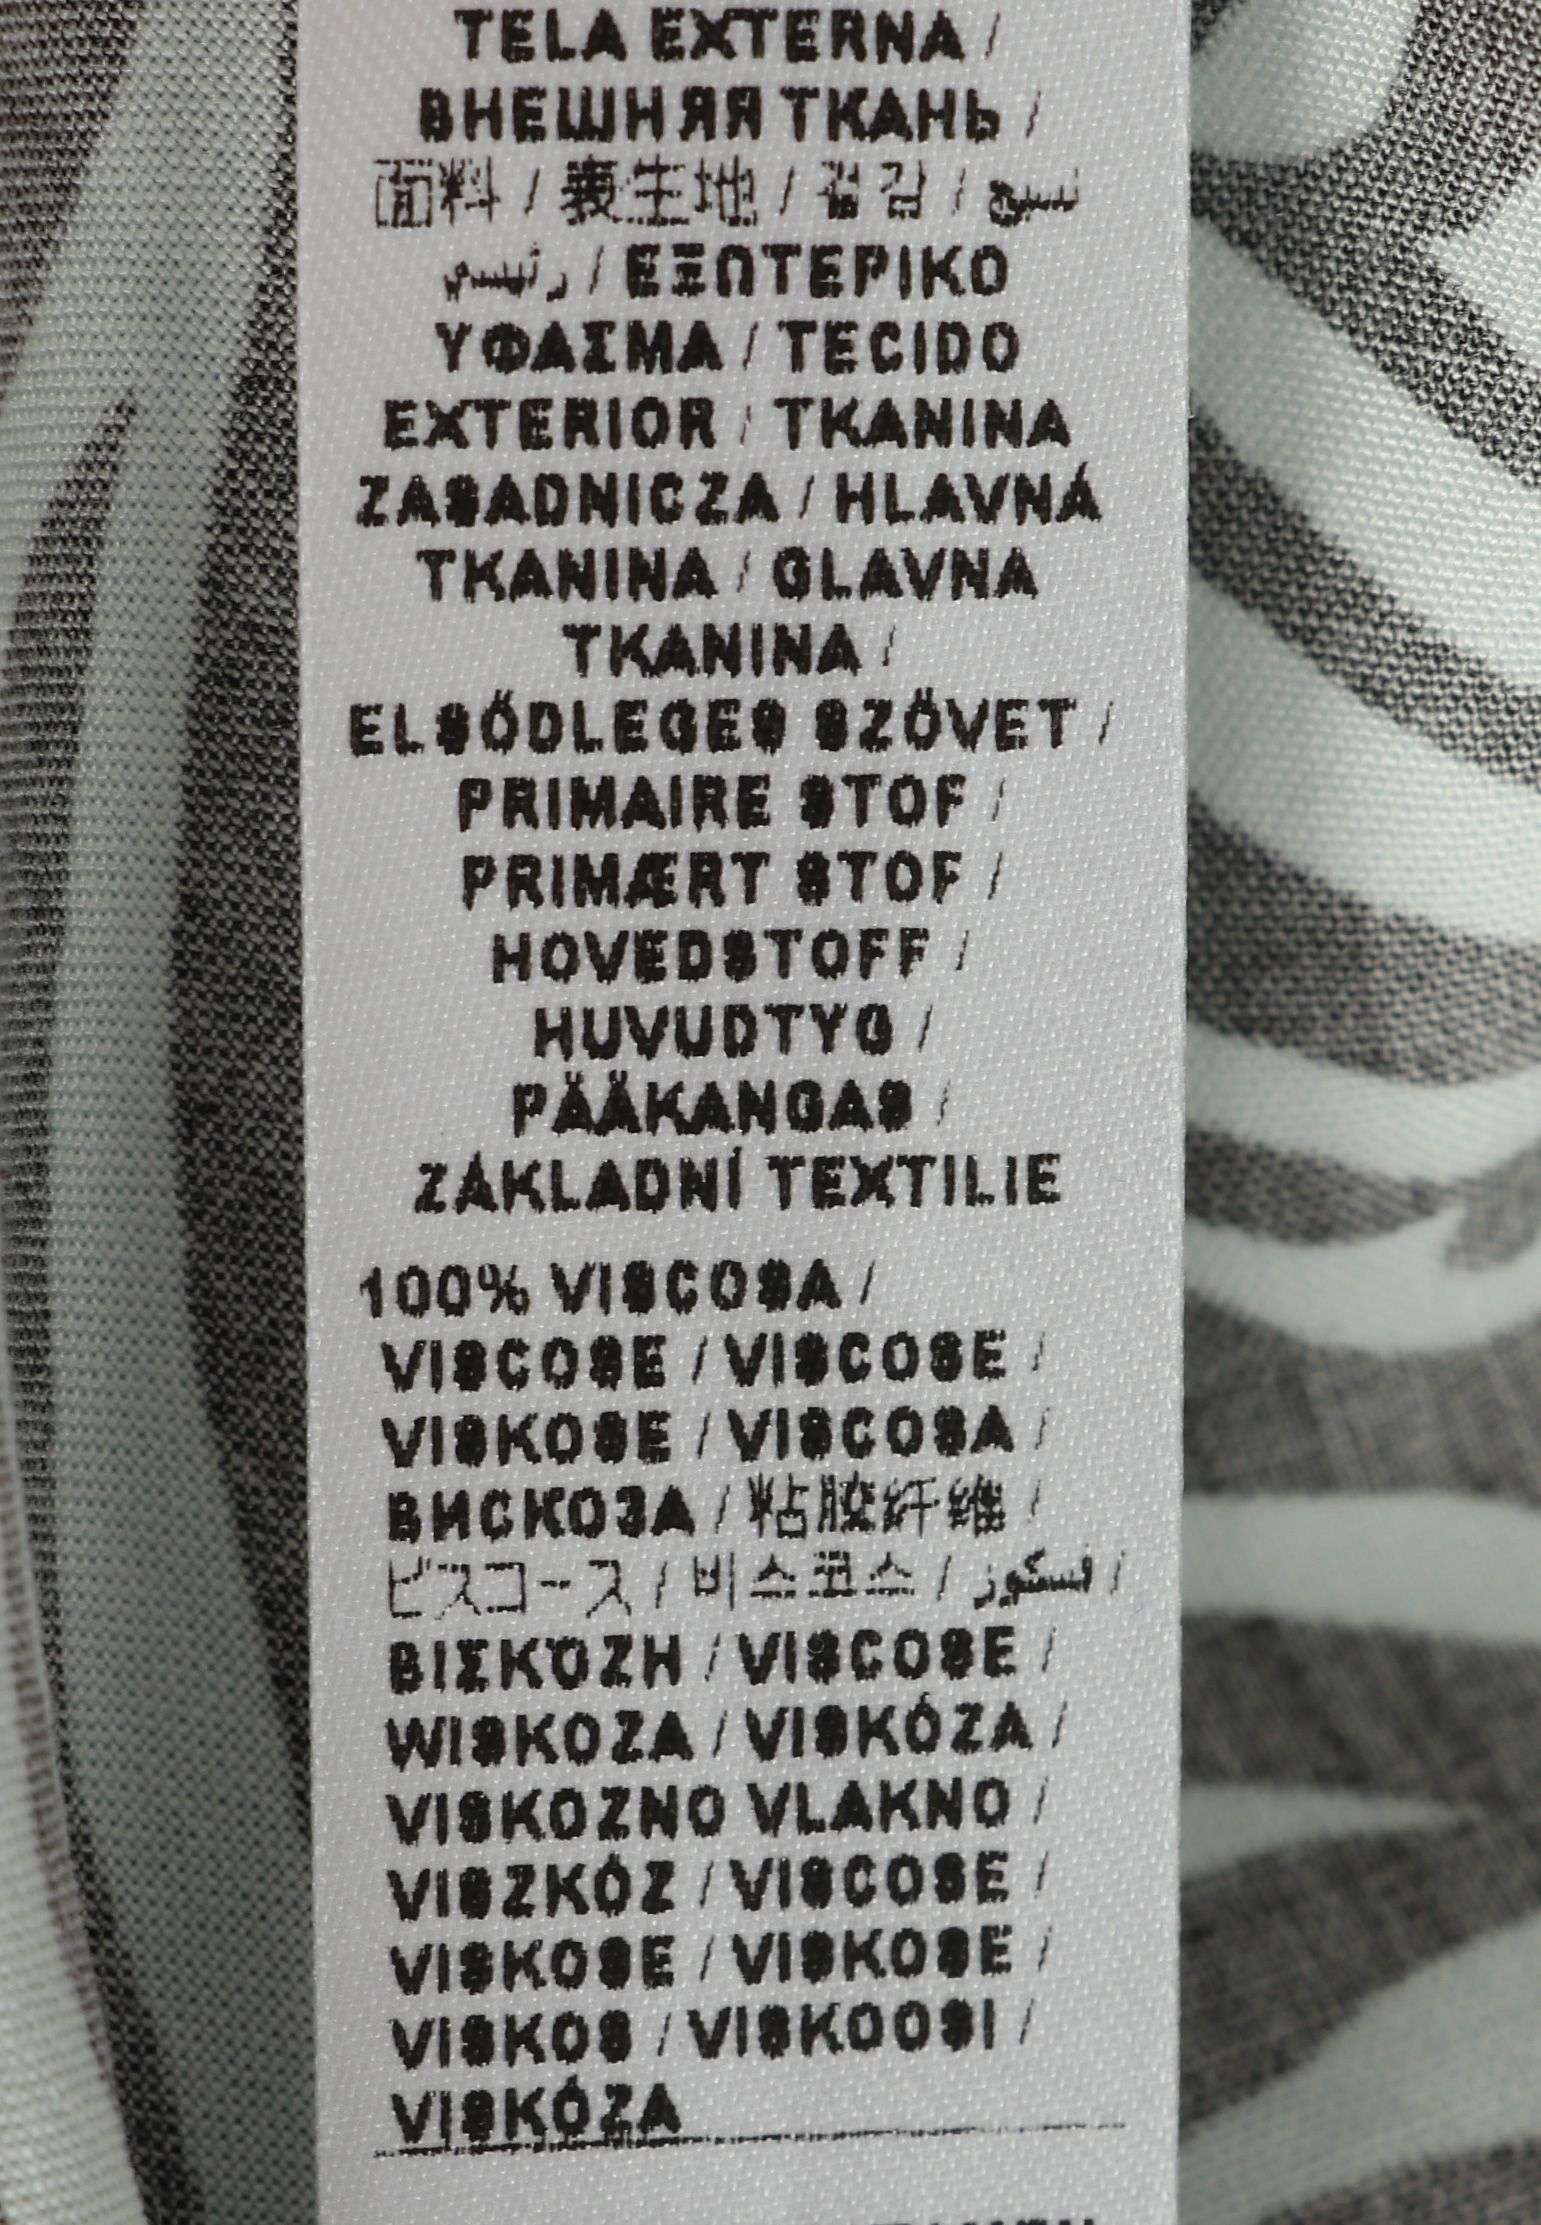 TELA EXTERNA /
ВНЕШНЯЯ ТКАНЬ /
面料 / 表生地 / 겉감 / نسيج
رئيسي / ΕΞΩΤΕΡΙΚΟ
ΥΦΑΣΜΑ / TECIDO
EXTERIOR / TKANINA
ZASADNICZA / HLAVNÁ
TKANINA / GLAVNA
TKANINA /
ELSŐDLEGES SZÖVET /
PRIMAIRE STOF /
PRIMÆRT STOF /
HOVEDSTOFF /
HUVUDTYG /
PÄÄKANGAS /
ZÁKLADNÍ TEXTILIE
100% VISCOSA /
VISCOSE / VISCOSE /
VISKOSE / VISCOSA /
ВИСКОЗА / 粘胶纤维 /
ビスコース / 비스코스 / فسكوز /
ΒΙΣΚΌΖΗ / VISCOSE /
WISKOZA / VISKÓZA /
VISKOZNO VLAKNO /
VISZKÓZ / VISCOSE /
VISKOSE / VISKOSE /
VISKOS / VISKOOSI /
VISKÓZA